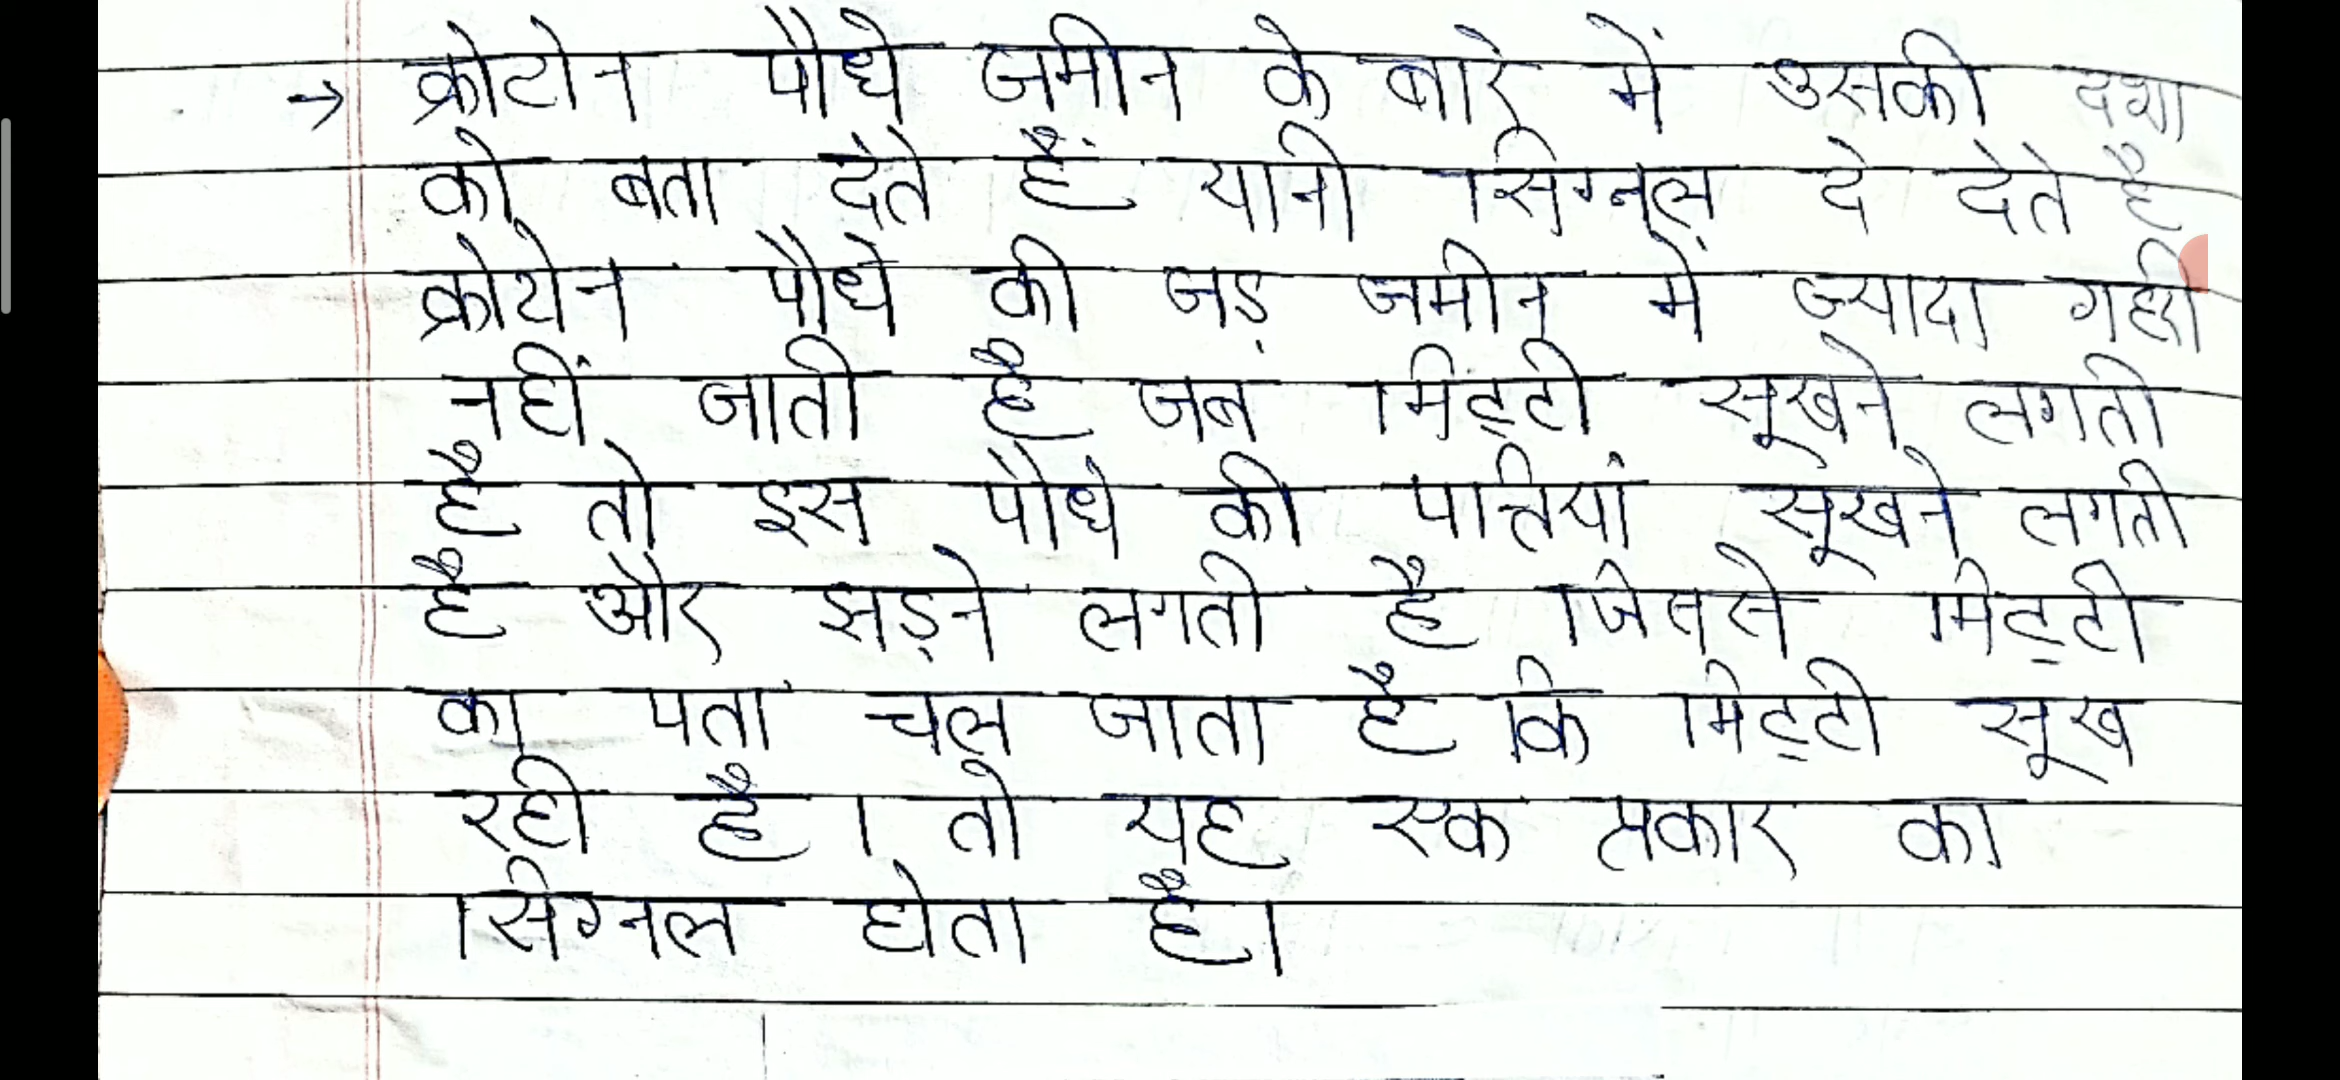 → क्रोटोन पौधे जमीन के बारे में उसकी दशा
को बता देते हैं यानी सिग्नल दे देते है
क्रोटोन पौधे की जड़ जमीन में ज्यादा गहरी
नहीं जाती है जब मिट्टी सूखने लगती
है तो इस पौधे की पत्तियां सूखने लगती
है और झड़ने लगती है जिससे मिट्टी
का पता चल जाता है कि मिट्टी सूख
रही है । तो यह एक प्रकार का
सिग्नल होता है।